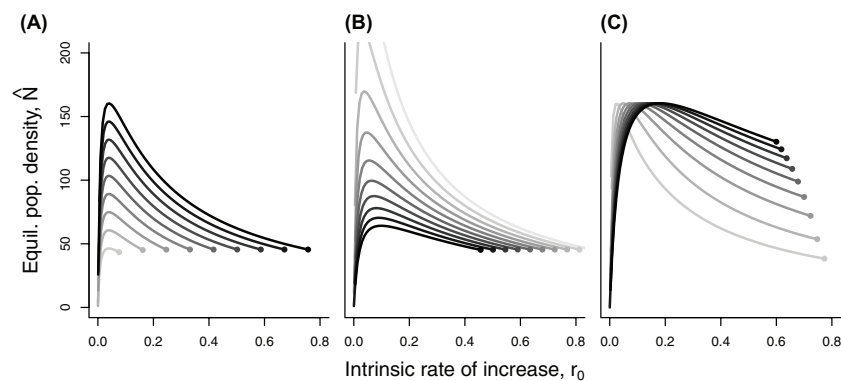 (A) (B) (C)
Equil. pop. density, N̂
200
150
100
50
0
0.0 0.2 0.4 0.6 0.8
0.0 0.2 0.4 0.6 0.8
0.0 0.2 0.4 0.6 0.8
Intrinsic rate of increase, r₀